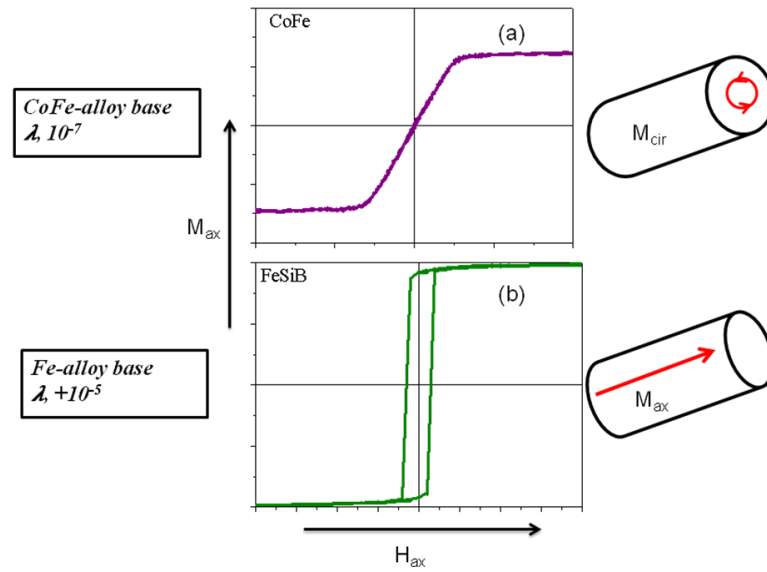 CoFe
(a)
CoFe-alloy base
λ, 10⁻⁷
M_cir
M_ax
FeSiB
(b)
Fe-alloy base
λ, +10⁻⁵
M_ax
H_ax